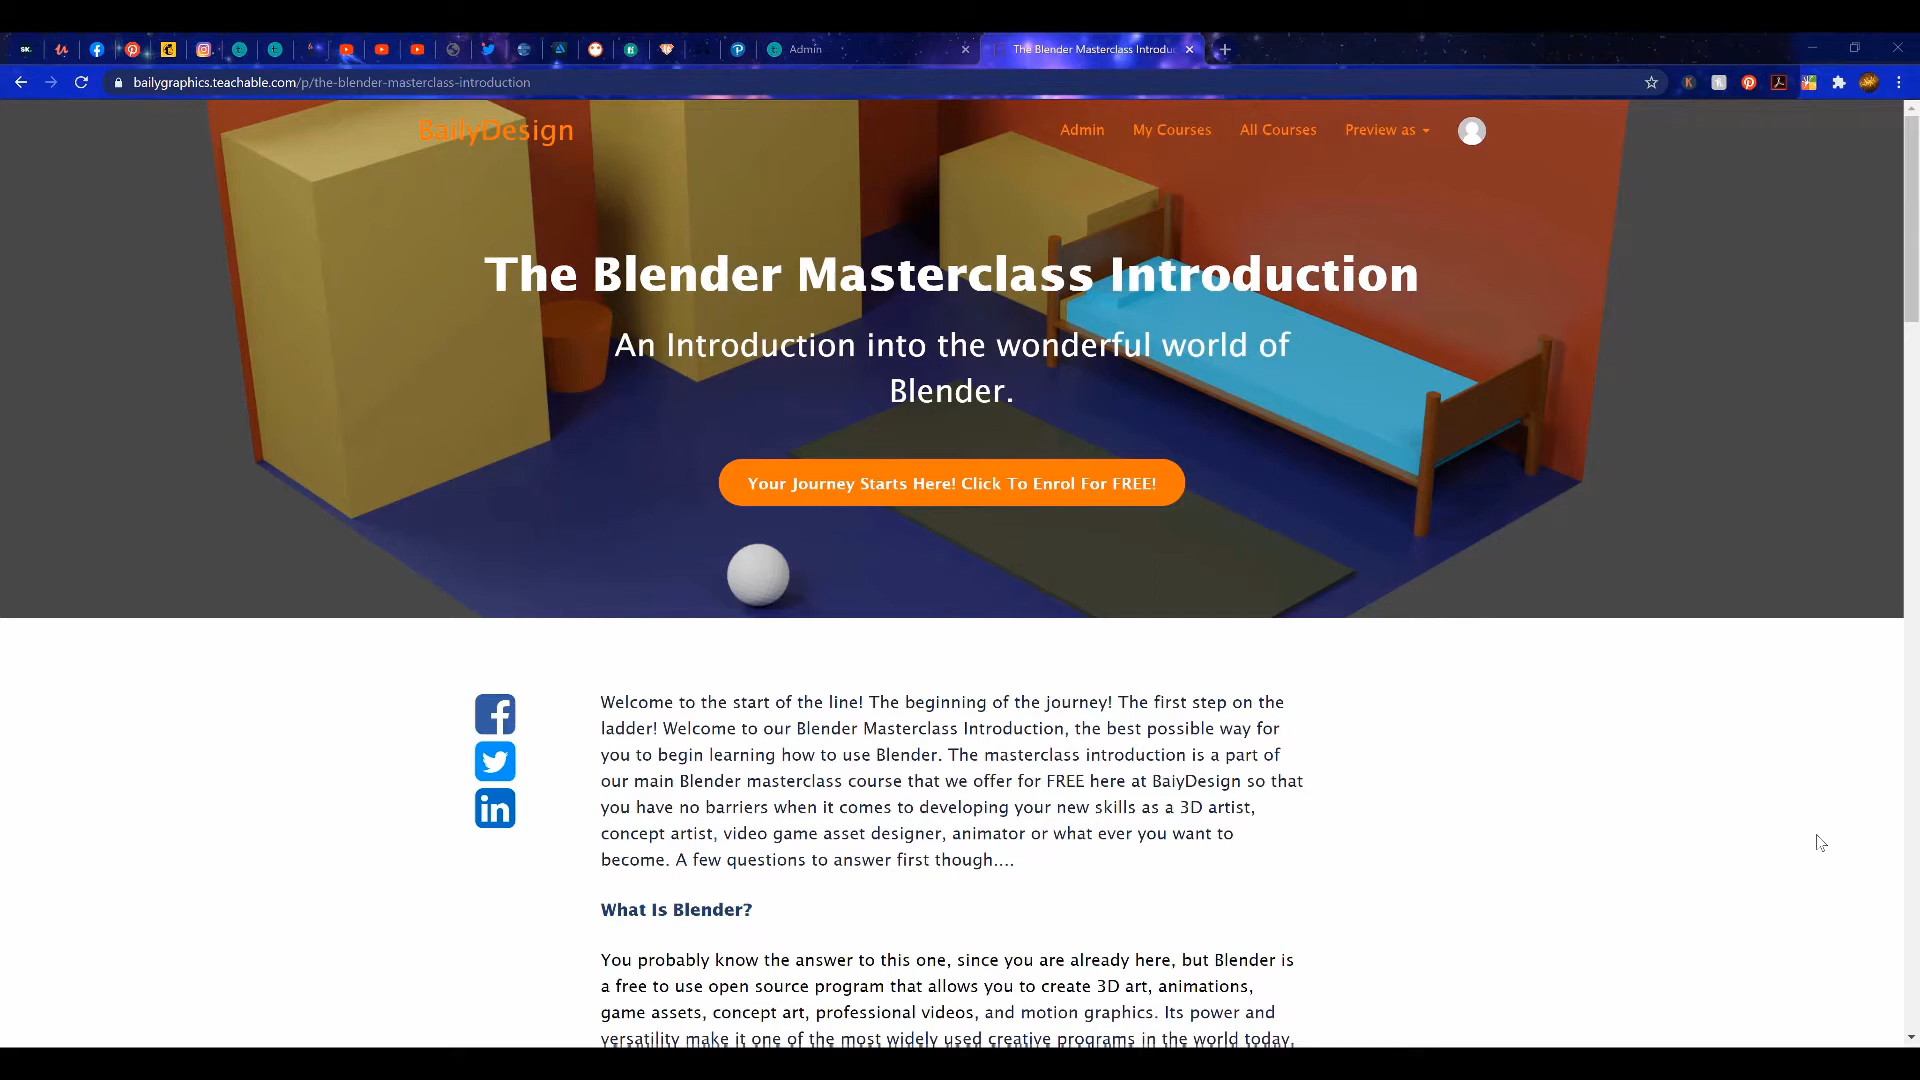 SK.
Admin
The Blender Masterclass Introdu
bailygraphics.teachable.com/p/the-blender-masterclass-introduction
BailyDesign
Admin
My Courses
All Courses
Preview as
The Blender Masterclass Introduction
An Introduction into the wonderful world of
Blender.
Your Journey Starts Here! Click To Enrol For FREE!
Welcome to the start of the line! The beginning of the journey! The first step on the
ladder! Welcome to our Blender Masterclass Introduction, the best possible way for
you to begin learning how to use Blender. The masterclass introduction is a part of
our main Blender masterclass course that we offer for FREE here at BaiyDesign so that
you have no barriers when it comes to developing your new skills as a 3D artist,
concept artist, video game asset designer, animator or what ever you want to
become. A few questions to answer first though....
What Is Blender?
You probably know the answer to this one, since you are already here, but Blender is
a free to use open source program that allows you to create 3D art, animations,
game assets, concept art, professional videos, and motion graphics. Its power and
versatility make it one of the most widely used creative programs in the world today.